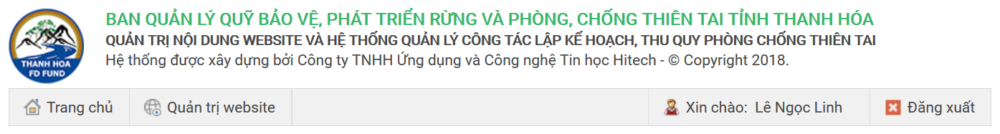 BAN QUẢN LÝ QUỸ BẢO VỆ, PHÁT TRIỂN RỪNG VÀ PHÒNG, CHỐNG THIÊN TAI TỈNH THANH HÓA
QUẢN TRỊ NỘI DUNG WEBSITE VÀ HỆ THỐNG QUẢN LÝ CÔNG TÁC LẬP KẾ HOẠCH, THU QUY PHÒNG CHỐNG THIÊN TAI
Hệ thống được xây dựng bởi Công ty TNHH Ứng dụng và Công nghệ Tin học Hitech - © Copyright 2018.
THANH HOA
FD FUND
Trang chủ
Quản trị website
Xin chào: Lê Ngọc Linh
Đăng xuất